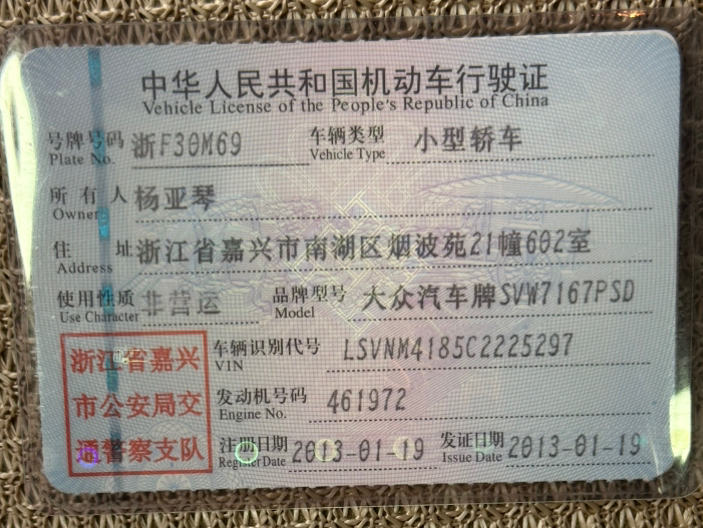 中华人民共和国机动车行驶证
Vehicle License of the People's Republic of China
号牌号码 浙F30M69 车辆类型 小型轿车
Plate No. Vehicle Type
所有人 杨亚琴
Owner
住址 浙江省嘉兴市南湖区烟波苑21幢602室
Address
使用性质 非营运 品牌型号 大众汽车牌SVW7167PSD
Use Character Model
浙江省嘉兴 车辆识别代号 LSVNM4185C2225297
VIN
市公安局交 发动机号码 461972
Engine No.
通警察支队 注册日期 2013-01-19 发证日期 2013-01-19
Register Date Issue Date